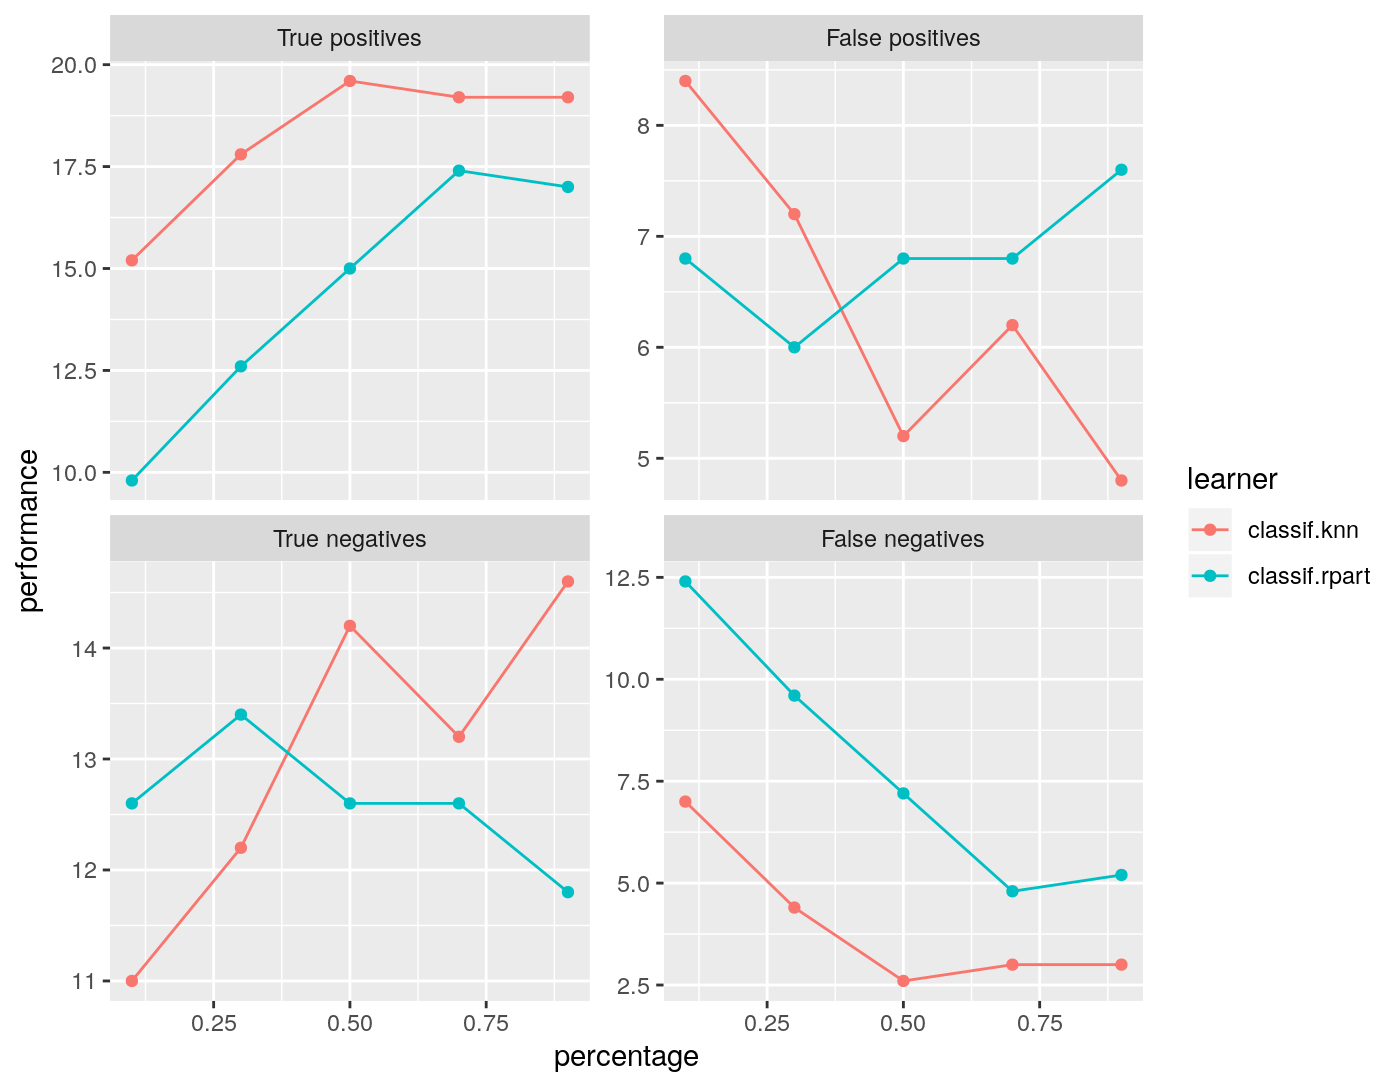 True positives
False positives
20.0
17.5
15.0
12.5
10.0
8
7
6
5
performance
True negatives
False negatives
14
13
12
11
12.5
10.0
7.5
5.0
2.5
0.25 0.50 0.75
0.25 0.50 0.75
percentage
learner
classif.knn
classif.rpart